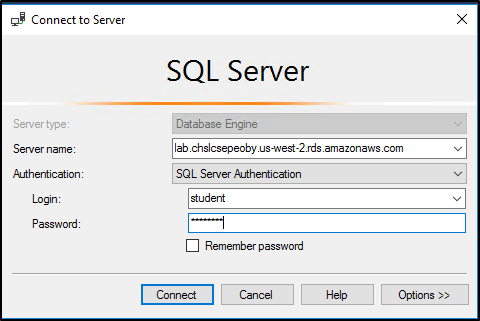 Connect to Server
SQL Server
Server type: Database Engine
Server name: lab.chslcsepeoby.us-west-2.rds.amazonaws.com
Authentication: SQL Server Authentication
Login: student
Password: ********
Remember password
Connect Cancel Help Options >>